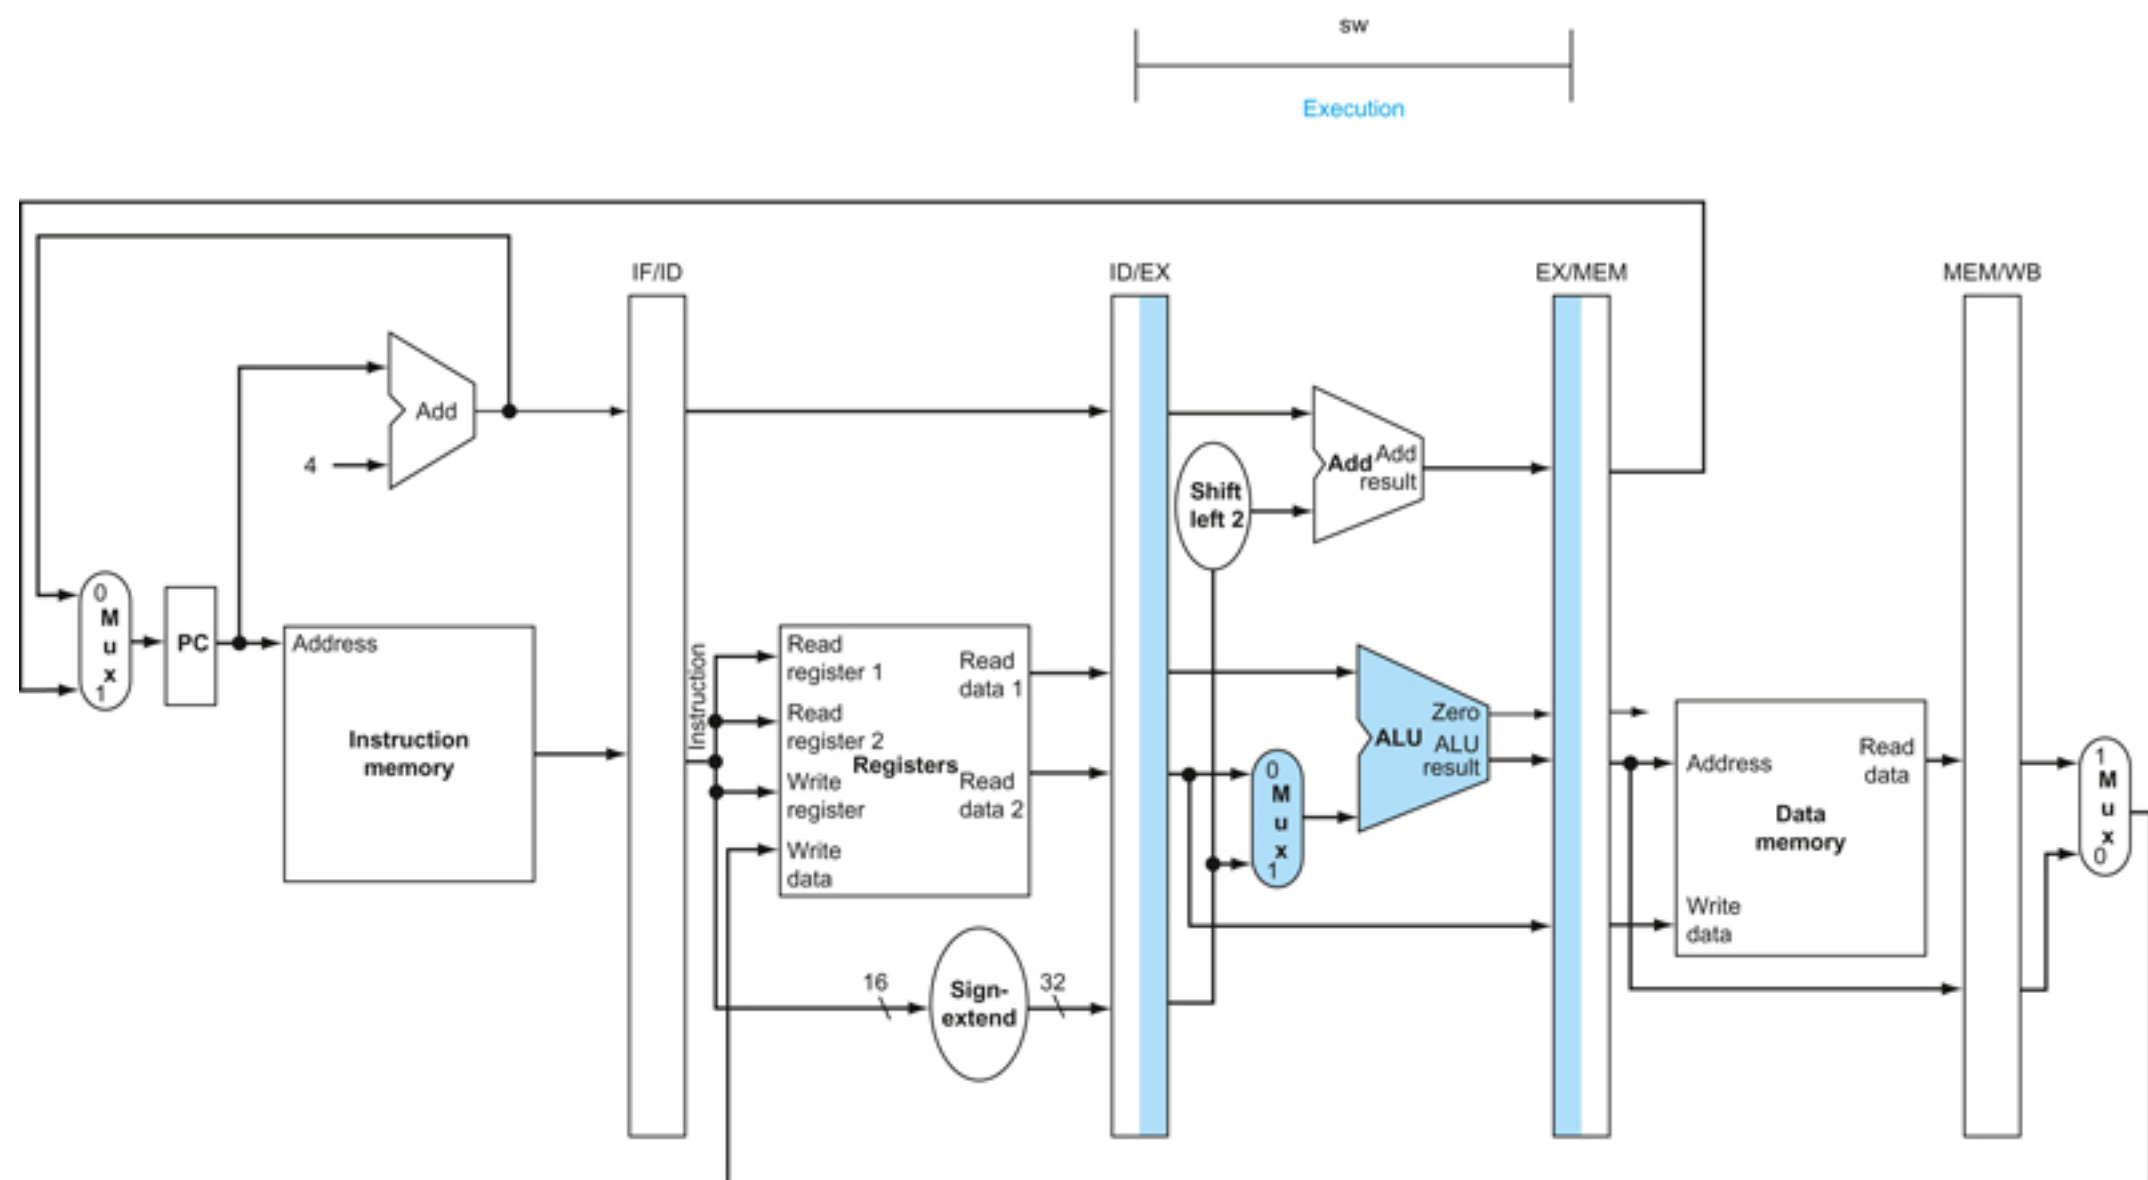 sw
Execution
IF/ID
ID/EX
EX/MEM
MEM/WB
Add
4
Add
Add
result
Shift
left 2
0
M
u
x
1
PC
Address
Instruction
memory
Instruction
Read
register 1
Read
register 2
Write
register
Write
data
Registers
Read
data 1
Read
data 2
16
Sign-
extend
32
0
M
u
x
1
ALU
Zero
ALU
result
Address
Read
data
Data
memory
Write
data
1
M
u
x
0